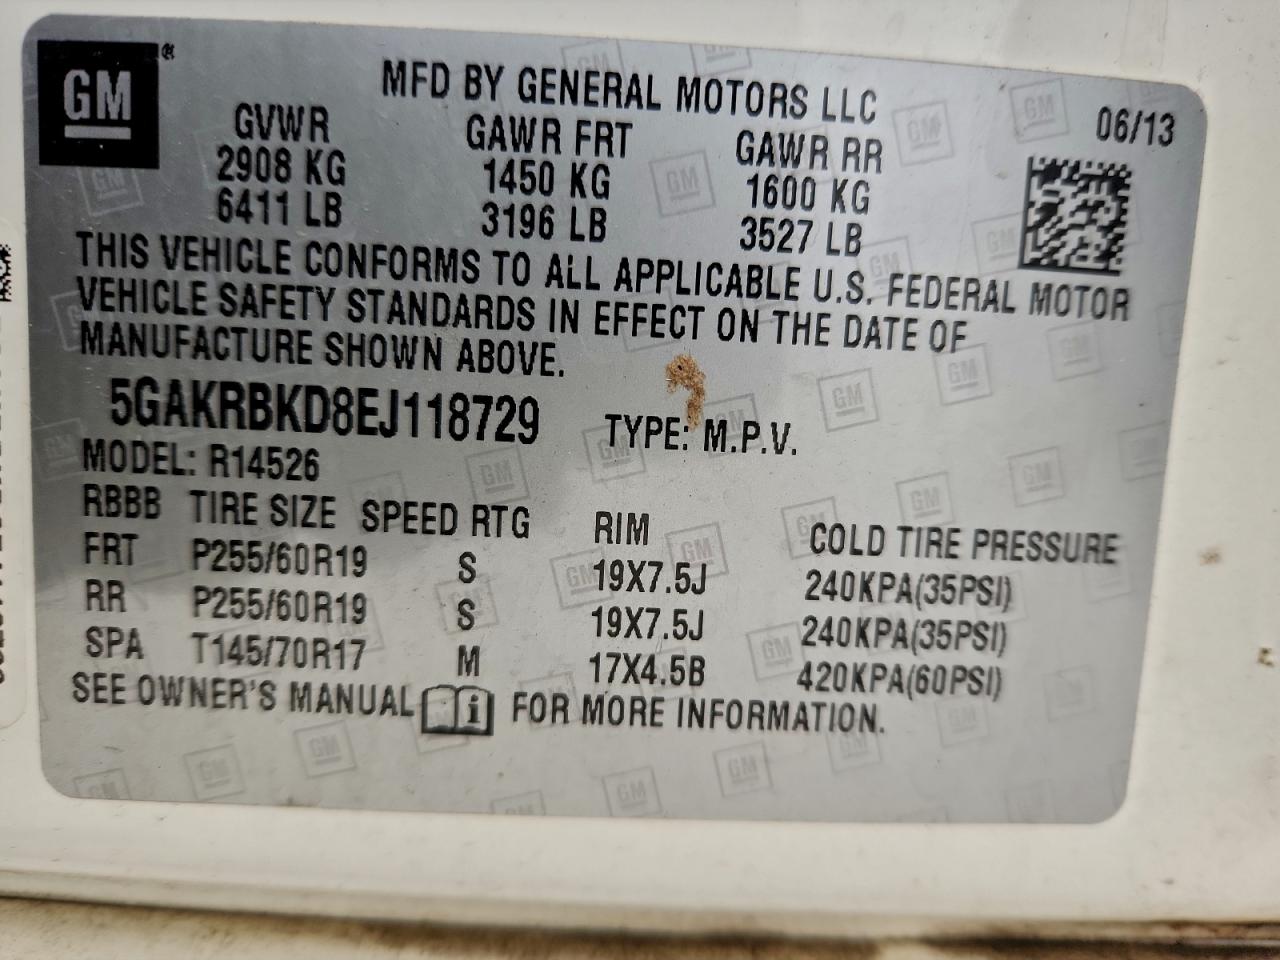 GM®
MFD BY GENERAL MOTORS LLC
06/13
GVWR GAWR FRT GAWR RR
2908 KG 1450 KG 1600 KG
6411 LB 3196 LB 3527 LB
THIS VEHICLE CONFORMS TO ALL APPLICABLE U.S. FEDERAL MOTOR
VEHICLE SAFETY STANDARDS IN EFFECT ON THE DATE OF
MANUFACTURE SHOWN ABOVE.
5GAKRBKD8EJ118729 TYPE: M.P.V.
MODEL: R14526
RBBB TIRE SIZE SPEED RTG RIM COLD TIRE PRESSURE
FRT P255/60R19 S 19X7.5J 240KPA(35PSI)
RR P255/60R19 S 19X7.5J 240KPA(35PSI)
SPA T145/70R17 M 17X4.5B 420KPA(60PSI)
SEE OWNER'S MANUAL i FOR MORE INFORMATION.